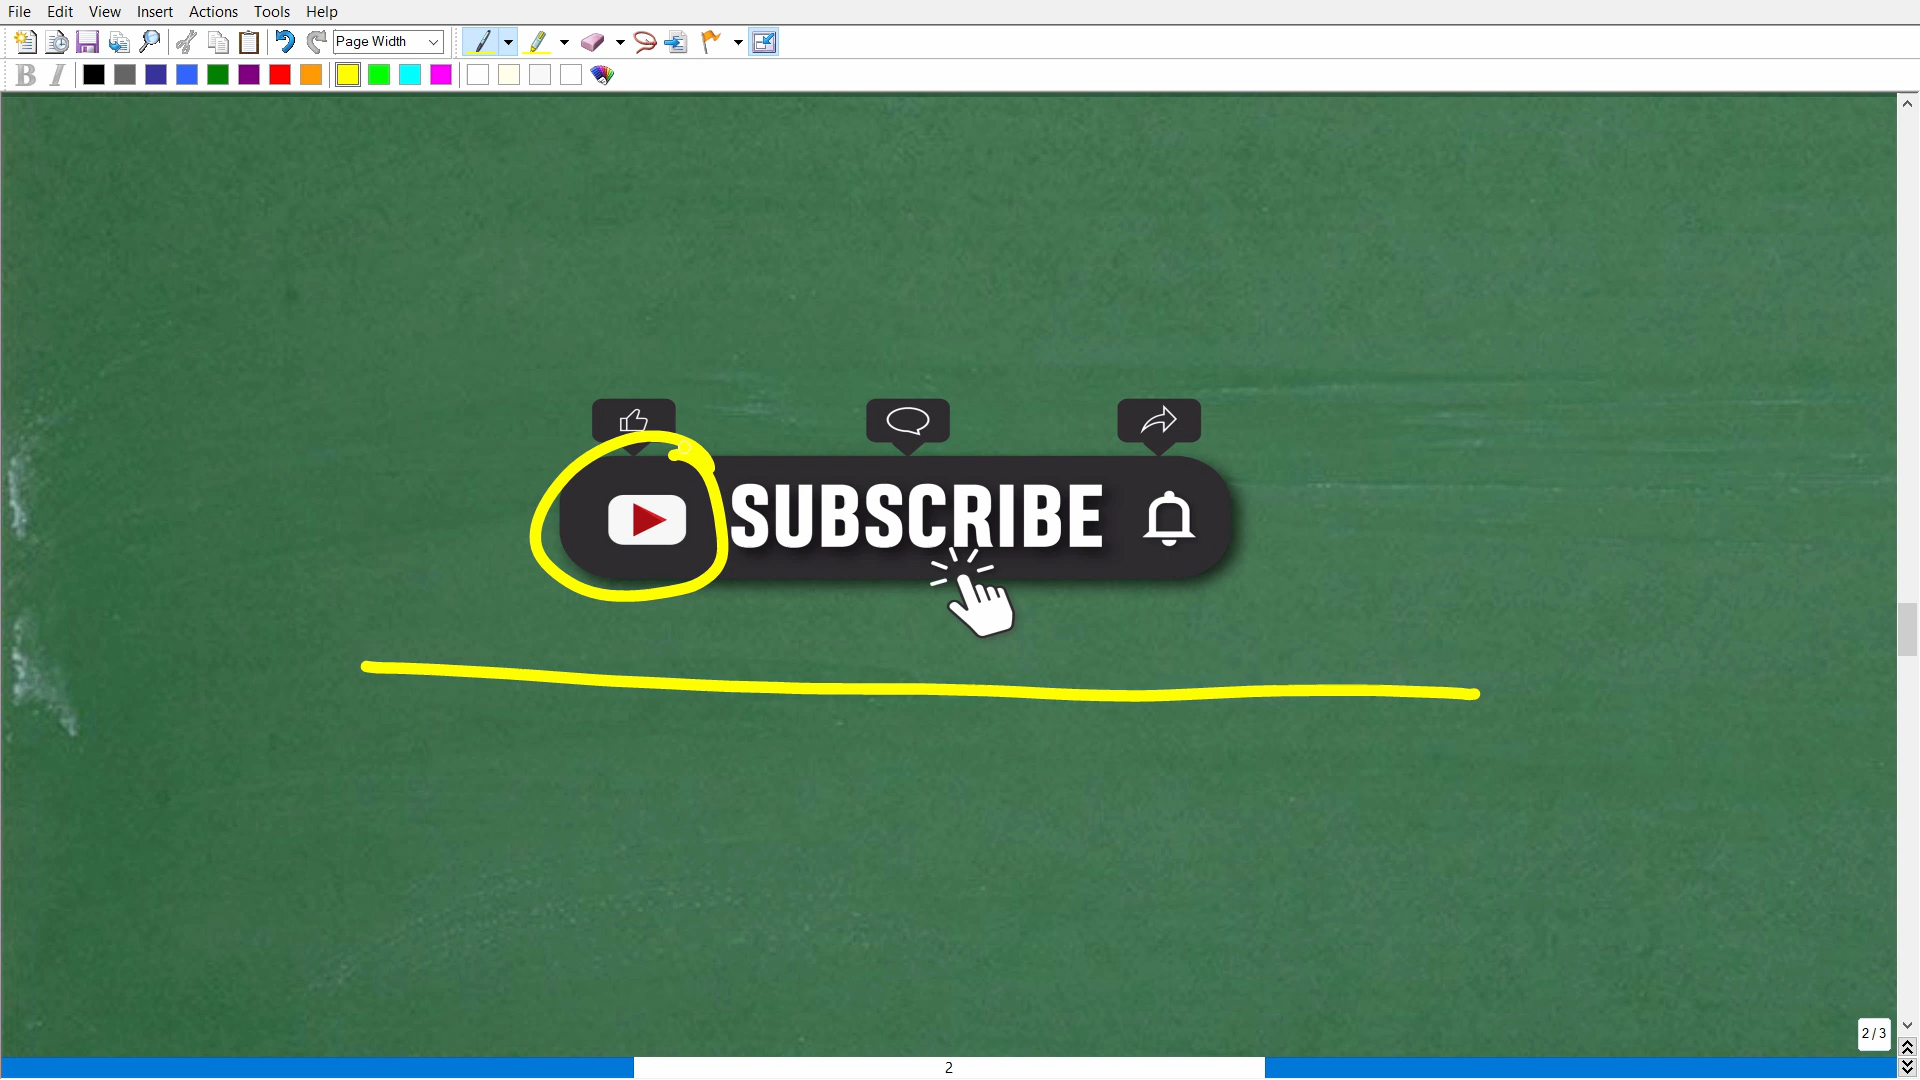 File Edit View Insert Actions Tools Help
Page Width
B I
SUBSCRIBE
2 / 3
2